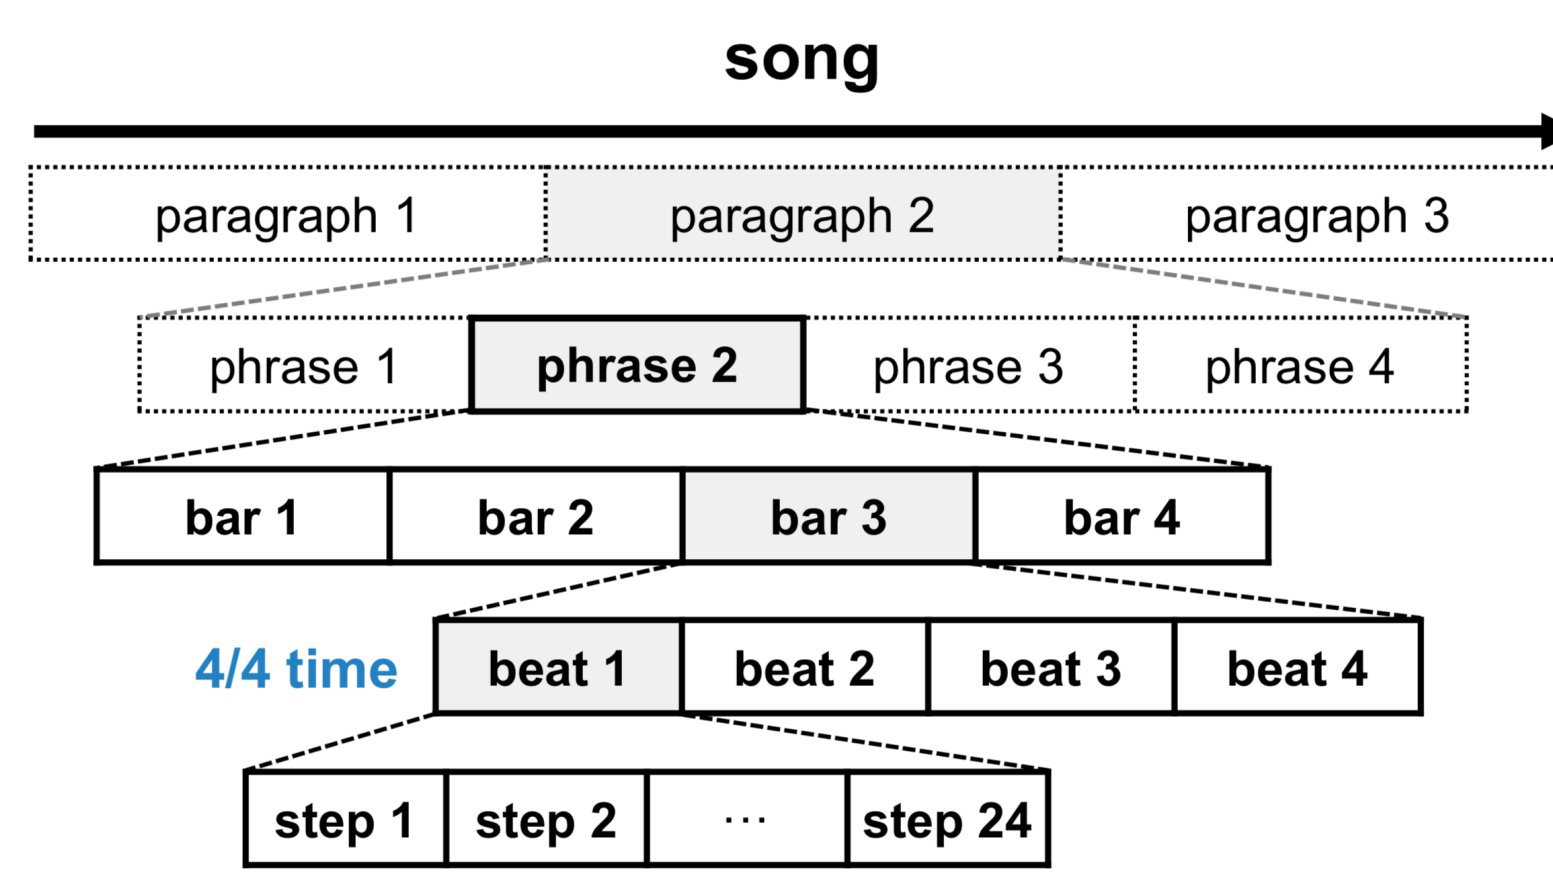 song
paragraph 1 paragraph 2 paragraph 3
phrase 1 phrase 2 phrase 3 phrase 4
bar 1 bar 2 bar 3 bar 4
4/4 time beat 1 beat 2 beat 3 beat 4
step 1 step 2 ... step 24